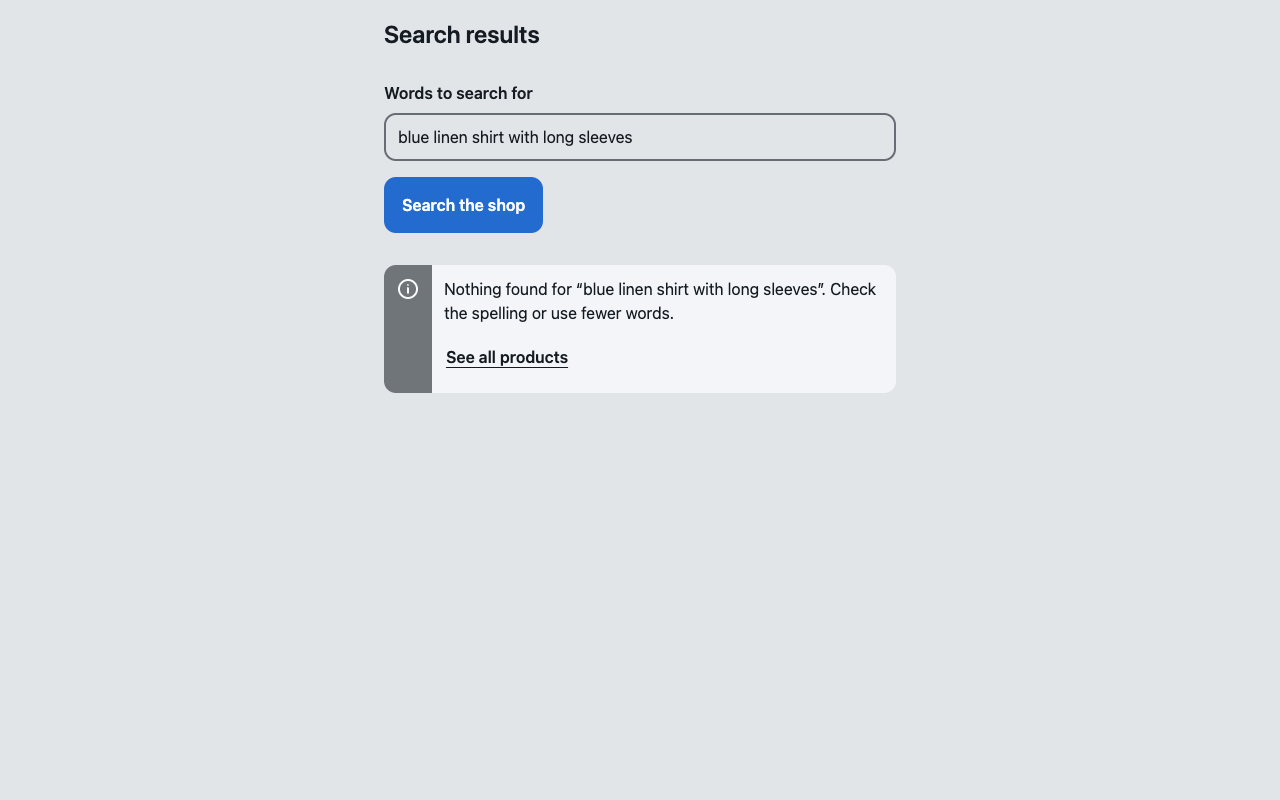 Search results
Words to search for
blue linen shirt with long sleeves
Search the shop
Nothing found for “blue linen shirt with long sleeves”. Check
the spelling or use fewer words.
See all products